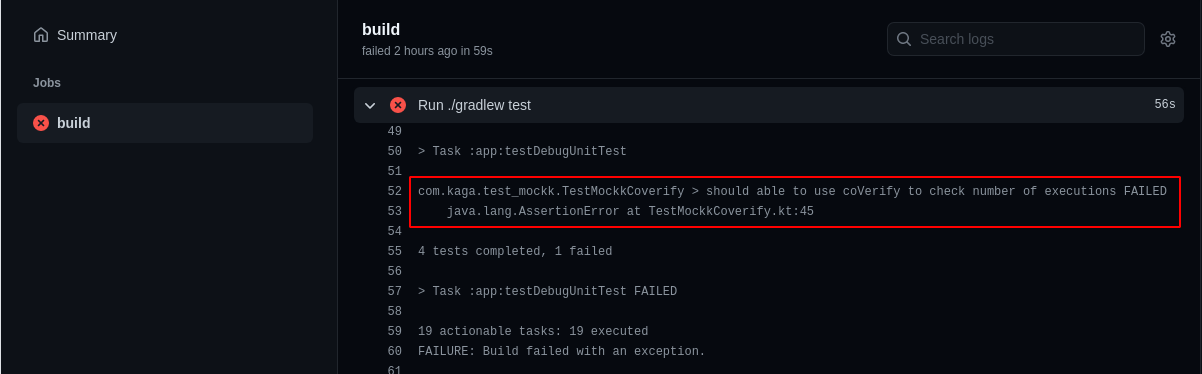 Summary
Jobs
build
build
failed 2 hours ago in 59s
Search logs
Run ./gradlew test 56s
49
50 > Task :app:testDebugUnitTest
51
52 com.kaga.test_mockk.TestMockkCoverify > should able to use coVerify to check number of executions FAILED
53 java.lang.AssertionError at TestMockkCoverify.kt:45
54
55 4 tests completed, 1 failed
56
57 > Task :app:testDebugUnitTest FAILED
58
59 19 actionable tasks: 19 executed
60 FAILURE: Build failed with an exception.
61